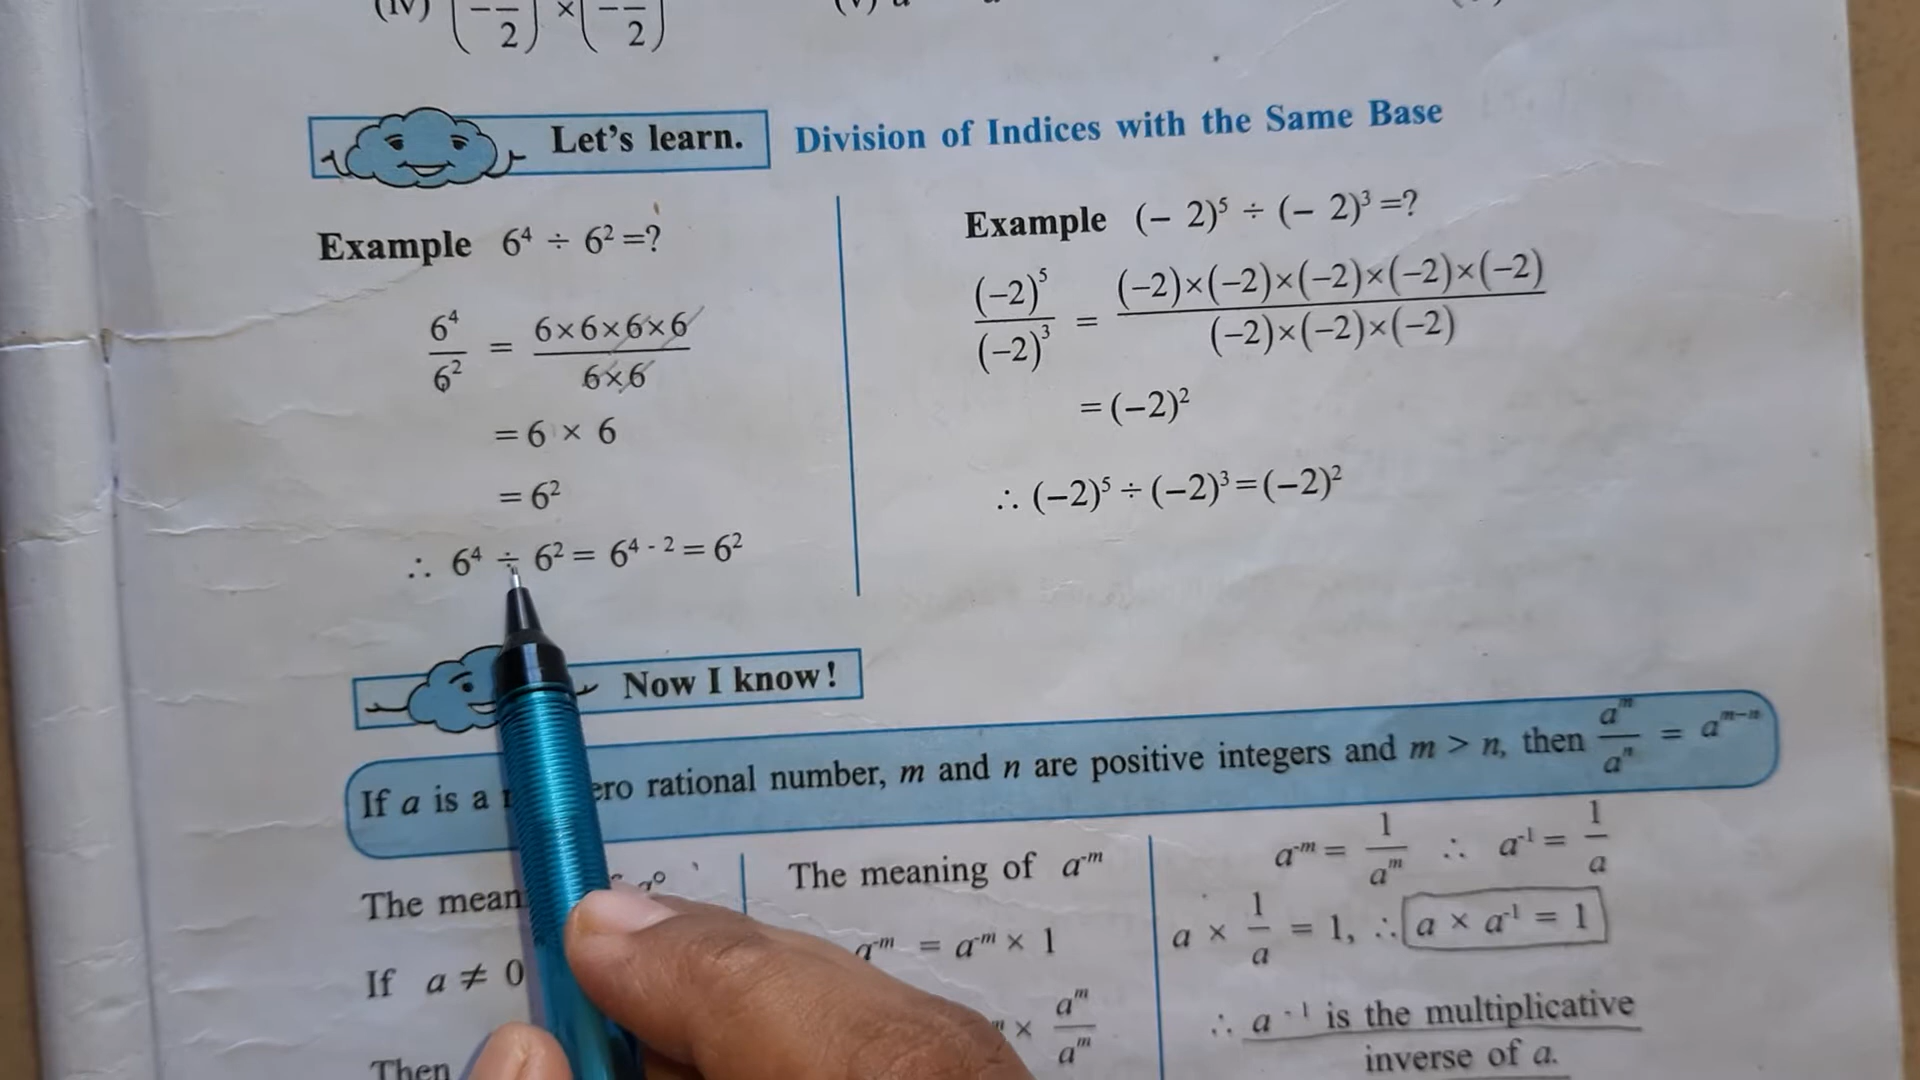 (iv) (− —/2) × (− —/2)
Let's learn. Division of Indices with the Same Base
Example 6⁴ ÷ 6² =?
6⁴/6² = 6×6×6×6/6×6
= 6 × 6
= 6²
∴ 6⁴ ÷ 6² = 6⁴ ⁻ ² = 6²
Example (− 2)⁵ ÷ (− 2)³ =?
(−2)⁵/(−2)³ = (−2)×(−2)×(−2)×(−2)×(−2)/(−2)×(−2)×(−2)
= (−2)²
∴ (−2)⁵ ÷ (−2)³ = (−2)²
Now I know!
If a is a rational number, m and n are positive integers and m > n, then aᵐ/aⁿ = aᵐ⁻ⁿ
The a⁰
If a ≠ 0
Then
The meaning of a⁻ᵐ
a⁻ᵐ = a⁻ᵐ × 1
× aᵐ/aᵐ
a⁻ᵐ = 1/aᵐ ∴ a⁻¹ = 1/a
a × 1/a = 1, ∴ a × a⁻¹ = 1
∴ a ⁻¹ is the multiplicative
inverse of a.